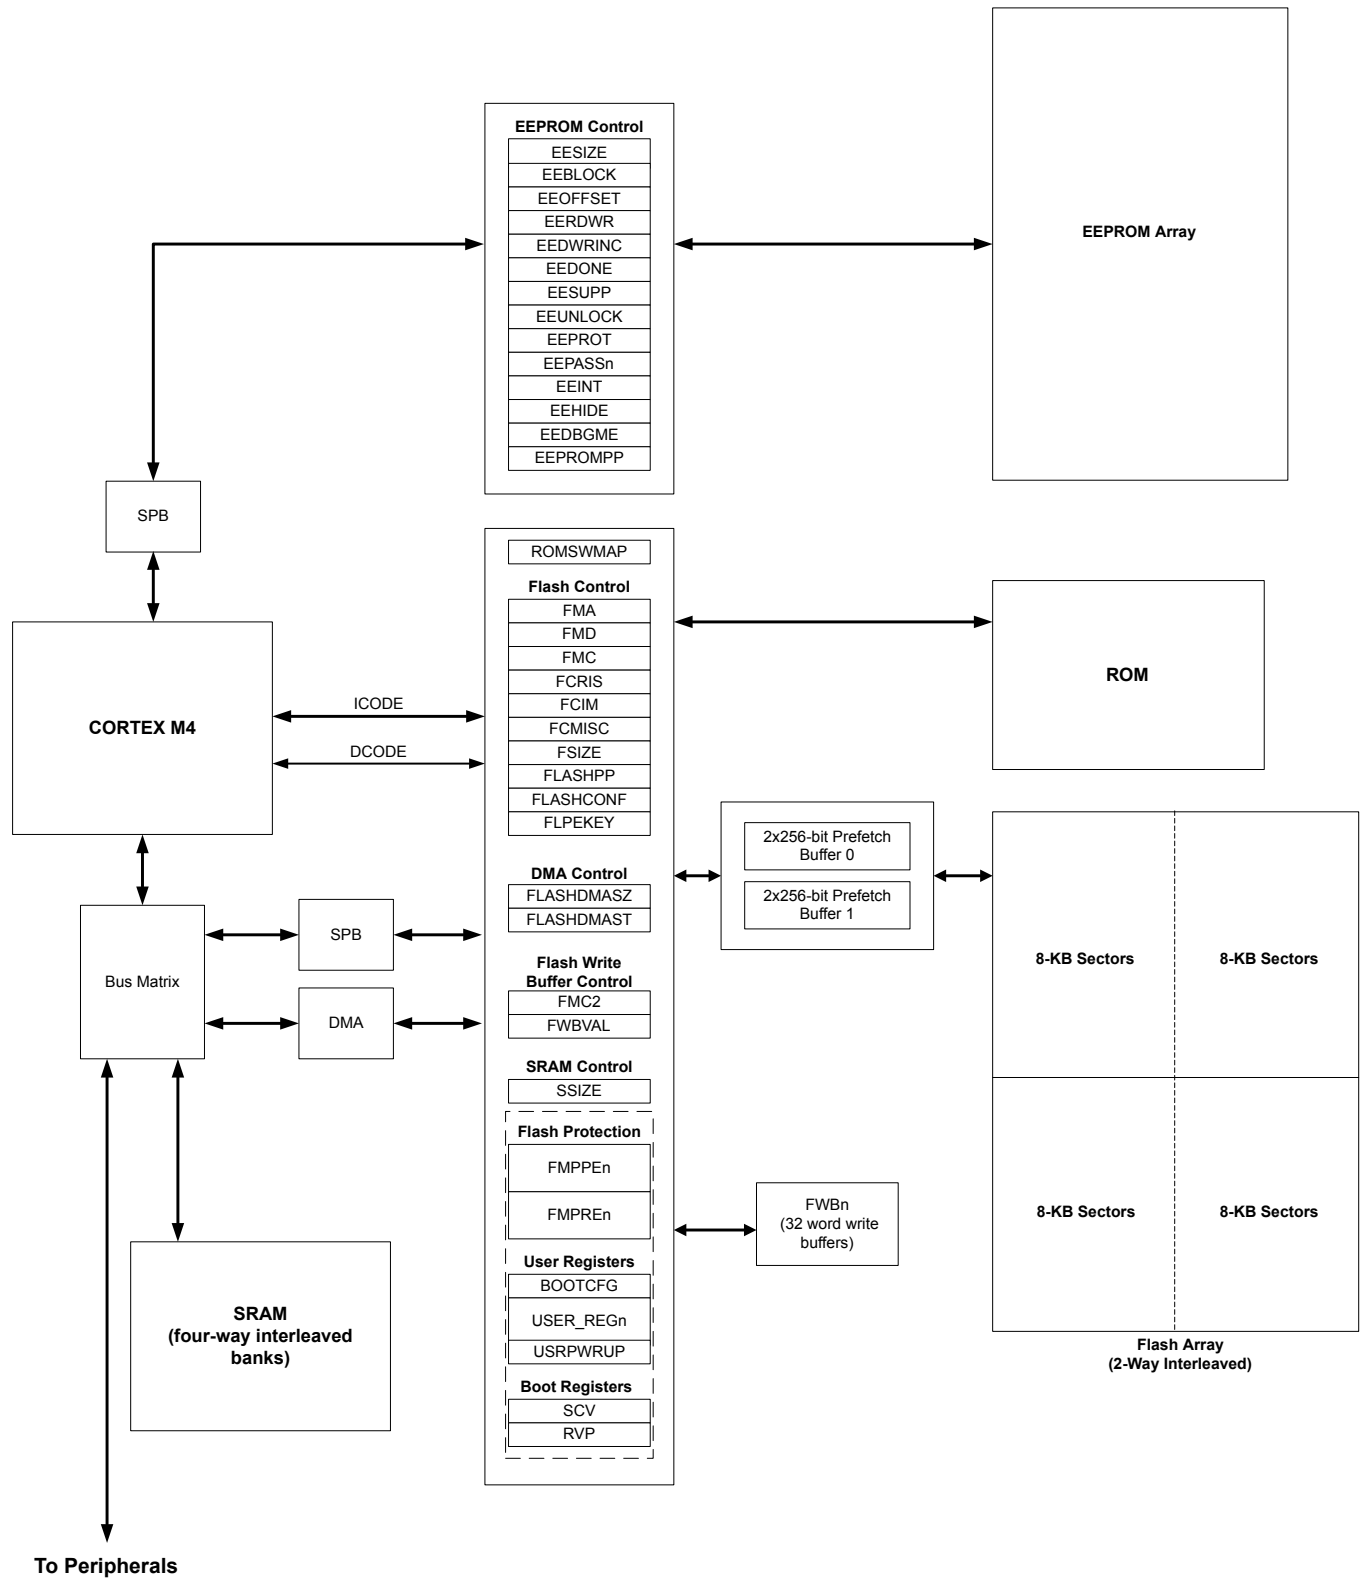 EEPROM Control
EESIZE
EEBLOCK
EEOFFSET
EERDWR
EEDWRINC
EEDONE
EESUPP
EEUNLOCK
EEPROT
EEPASSn
EEINT
EEHIDE
EEDBGME
EEPROMPP
EEPROM Array
SPB
CORTEX M4
ICODE
DCODE
ROMSWMAP
Flash Control
FMA
FMD
FMC
FCRIS
FCIM
FCMISC
FSIZE
FLASHPP
FLASHCONF
FLPEKEY
DMA Control
FLASHDMASZ
FLASHDMAST
Flash Write
Buffer Control
FMC2
FWBVAL
SRAM Control
SSIZE
Flash Protection
FMPPEn
FMPREn
User Registers
BOOTCFG
USER_REGn
USRPWRUP
Boot Registers
SCV
RVP
ROM
2x256-bit Prefetch
Buffer 0
2x256-bit Prefetch
Buffer 1
8-KB Sectors
8-KB Sectors
8-KB Sectors
8-KB Sectors
Flash Array
(2-Way Interleaved)
FWBn
(32 word write
buffers)
Bus Matrix
SPB
DMA
SRAM
(four-way interleaved
banks)
To Peripherals